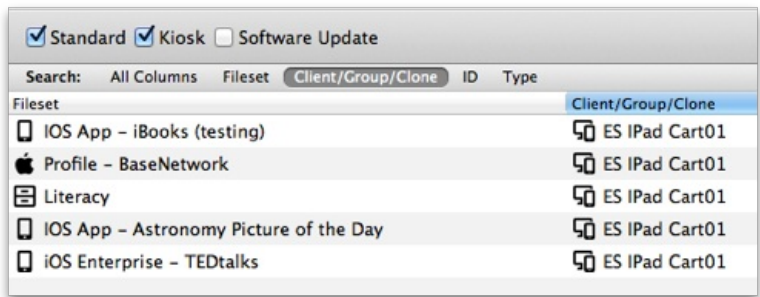 Standard Kiosk Software Update
Search: All Columns Fileset Client/Group/Clone ID Type
Fileset Client/Group/Clone
IOS App – iBooks (testing) ES IPad Cart01
Profile – BaseNetwork ES IPad Cart01
Literacy ES IPad Cart01
IOS App – Astronomy Picture of the Day ES IPad Cart01
iOS Enterprise – TEDtalks ES IPad Cart01